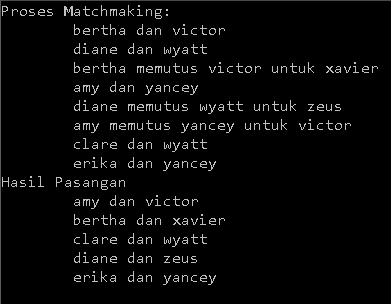 Proses Matchmaking:
bertha dan victor
diane dan wyatt
bertha memutus victor untuk xavier
amy dan yancey
diane memutus wyatt untuk zeus
amy memutus yancey untuk victor
clare dan wyatt
erika dan yancey
Hasil Pasangan
amy dan victor
bertha dan xavier
clare dan wyatt
diane dan zeus
erika dan yancey